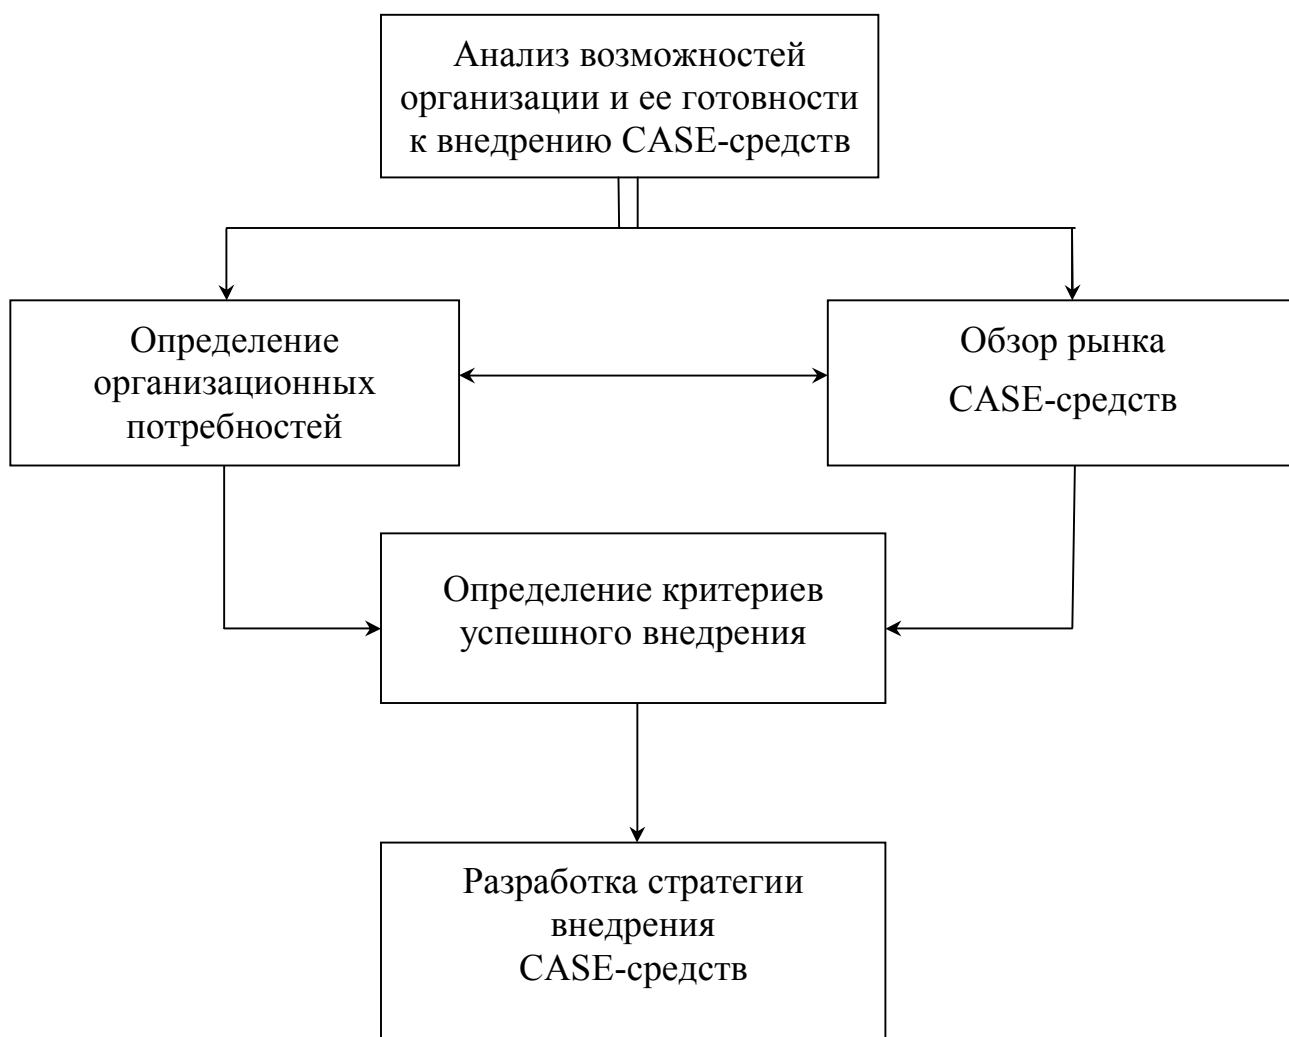 Анализ возможностей
организации и ее готовности
к внедрению CASE-средств
Определение
организационных
потребностей
Обзор рынка
CASE-средств
Определение критериев
успешного внедрения
Разработка стратегии
внедрения
CASE-средств